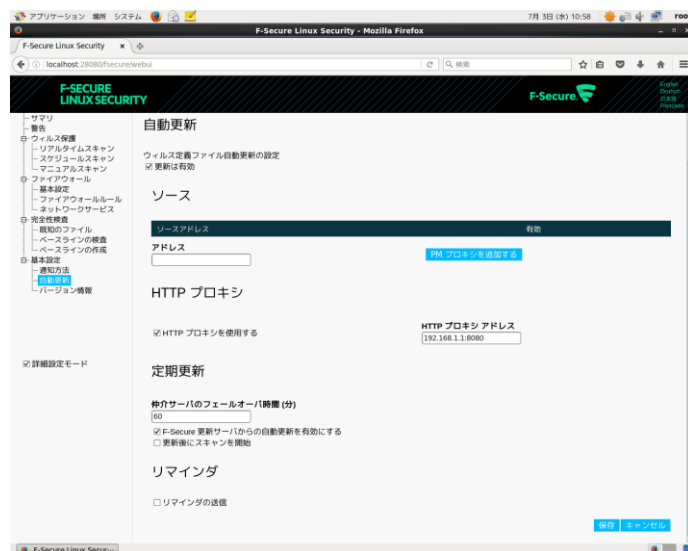 アプリケーション 場所 システム 7月 3日 (水) 10:58 roo
F-Secure Linux Security - Mozilla Firefox
F-Secure Linux Security
localhost:28080/fsecure/webui 検索
F-SECURE
LINUX SECURITY
F-Secure.
English
Deutsch
日本語
Française
サマリ
警告
ウィルス保護
リアルタイムスキャン
スケジュールスキャン
マニュアルスキャン
ファイアウォール
基本設定
ファイアウォールルール
ネットワークサービス
完全性検査
既知のファイル
ベースラインの検査
ベースラインの作成
基本設定
通知方法
自動更新
バージョン情報
詳細設定モード
自動更新
ウィルス定義ファイル自動更新の設定
更新は有効
ソース
ソースアドレス 有効
アドレス
PM プロキシを追加する
HTTP プロキシ
HTTP プロキシを使用する
HTTP プロキシ アドレス
192.168.1.1:8080
定期更新
仲介サーバのフェールオーバ時間 (分)
60
F-Secure 更新サーバからの自動更新を有効にする
更新後にスキャンを開始
リマインダ
リマインダの送信
保存 キャンセル
F-Secure Linux Secur...